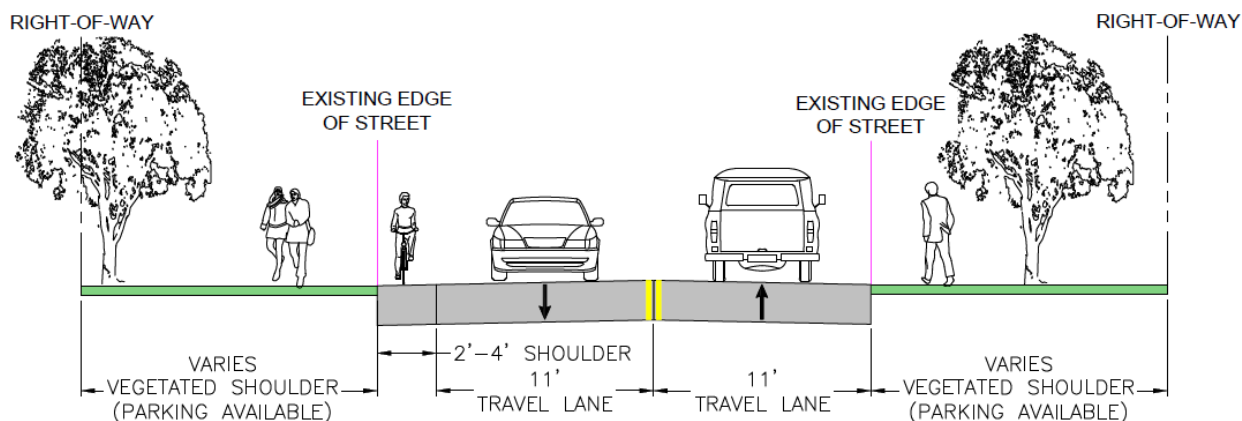 RIGHT-OF-WAY
RIGHT-OF-WAY
EXISTING EDGE
OF STREET
EXISTING EDGE
OF STREET
VARIES
VEGETATED SHOULDER
(PARKING AVAILABLE)
2'-4' SHOULDER
11'
TRAVEL LANE
11'
TRAVEL LANE
VARIES
VEGETATED SHOULDER
(PARKING AVAILABLE)